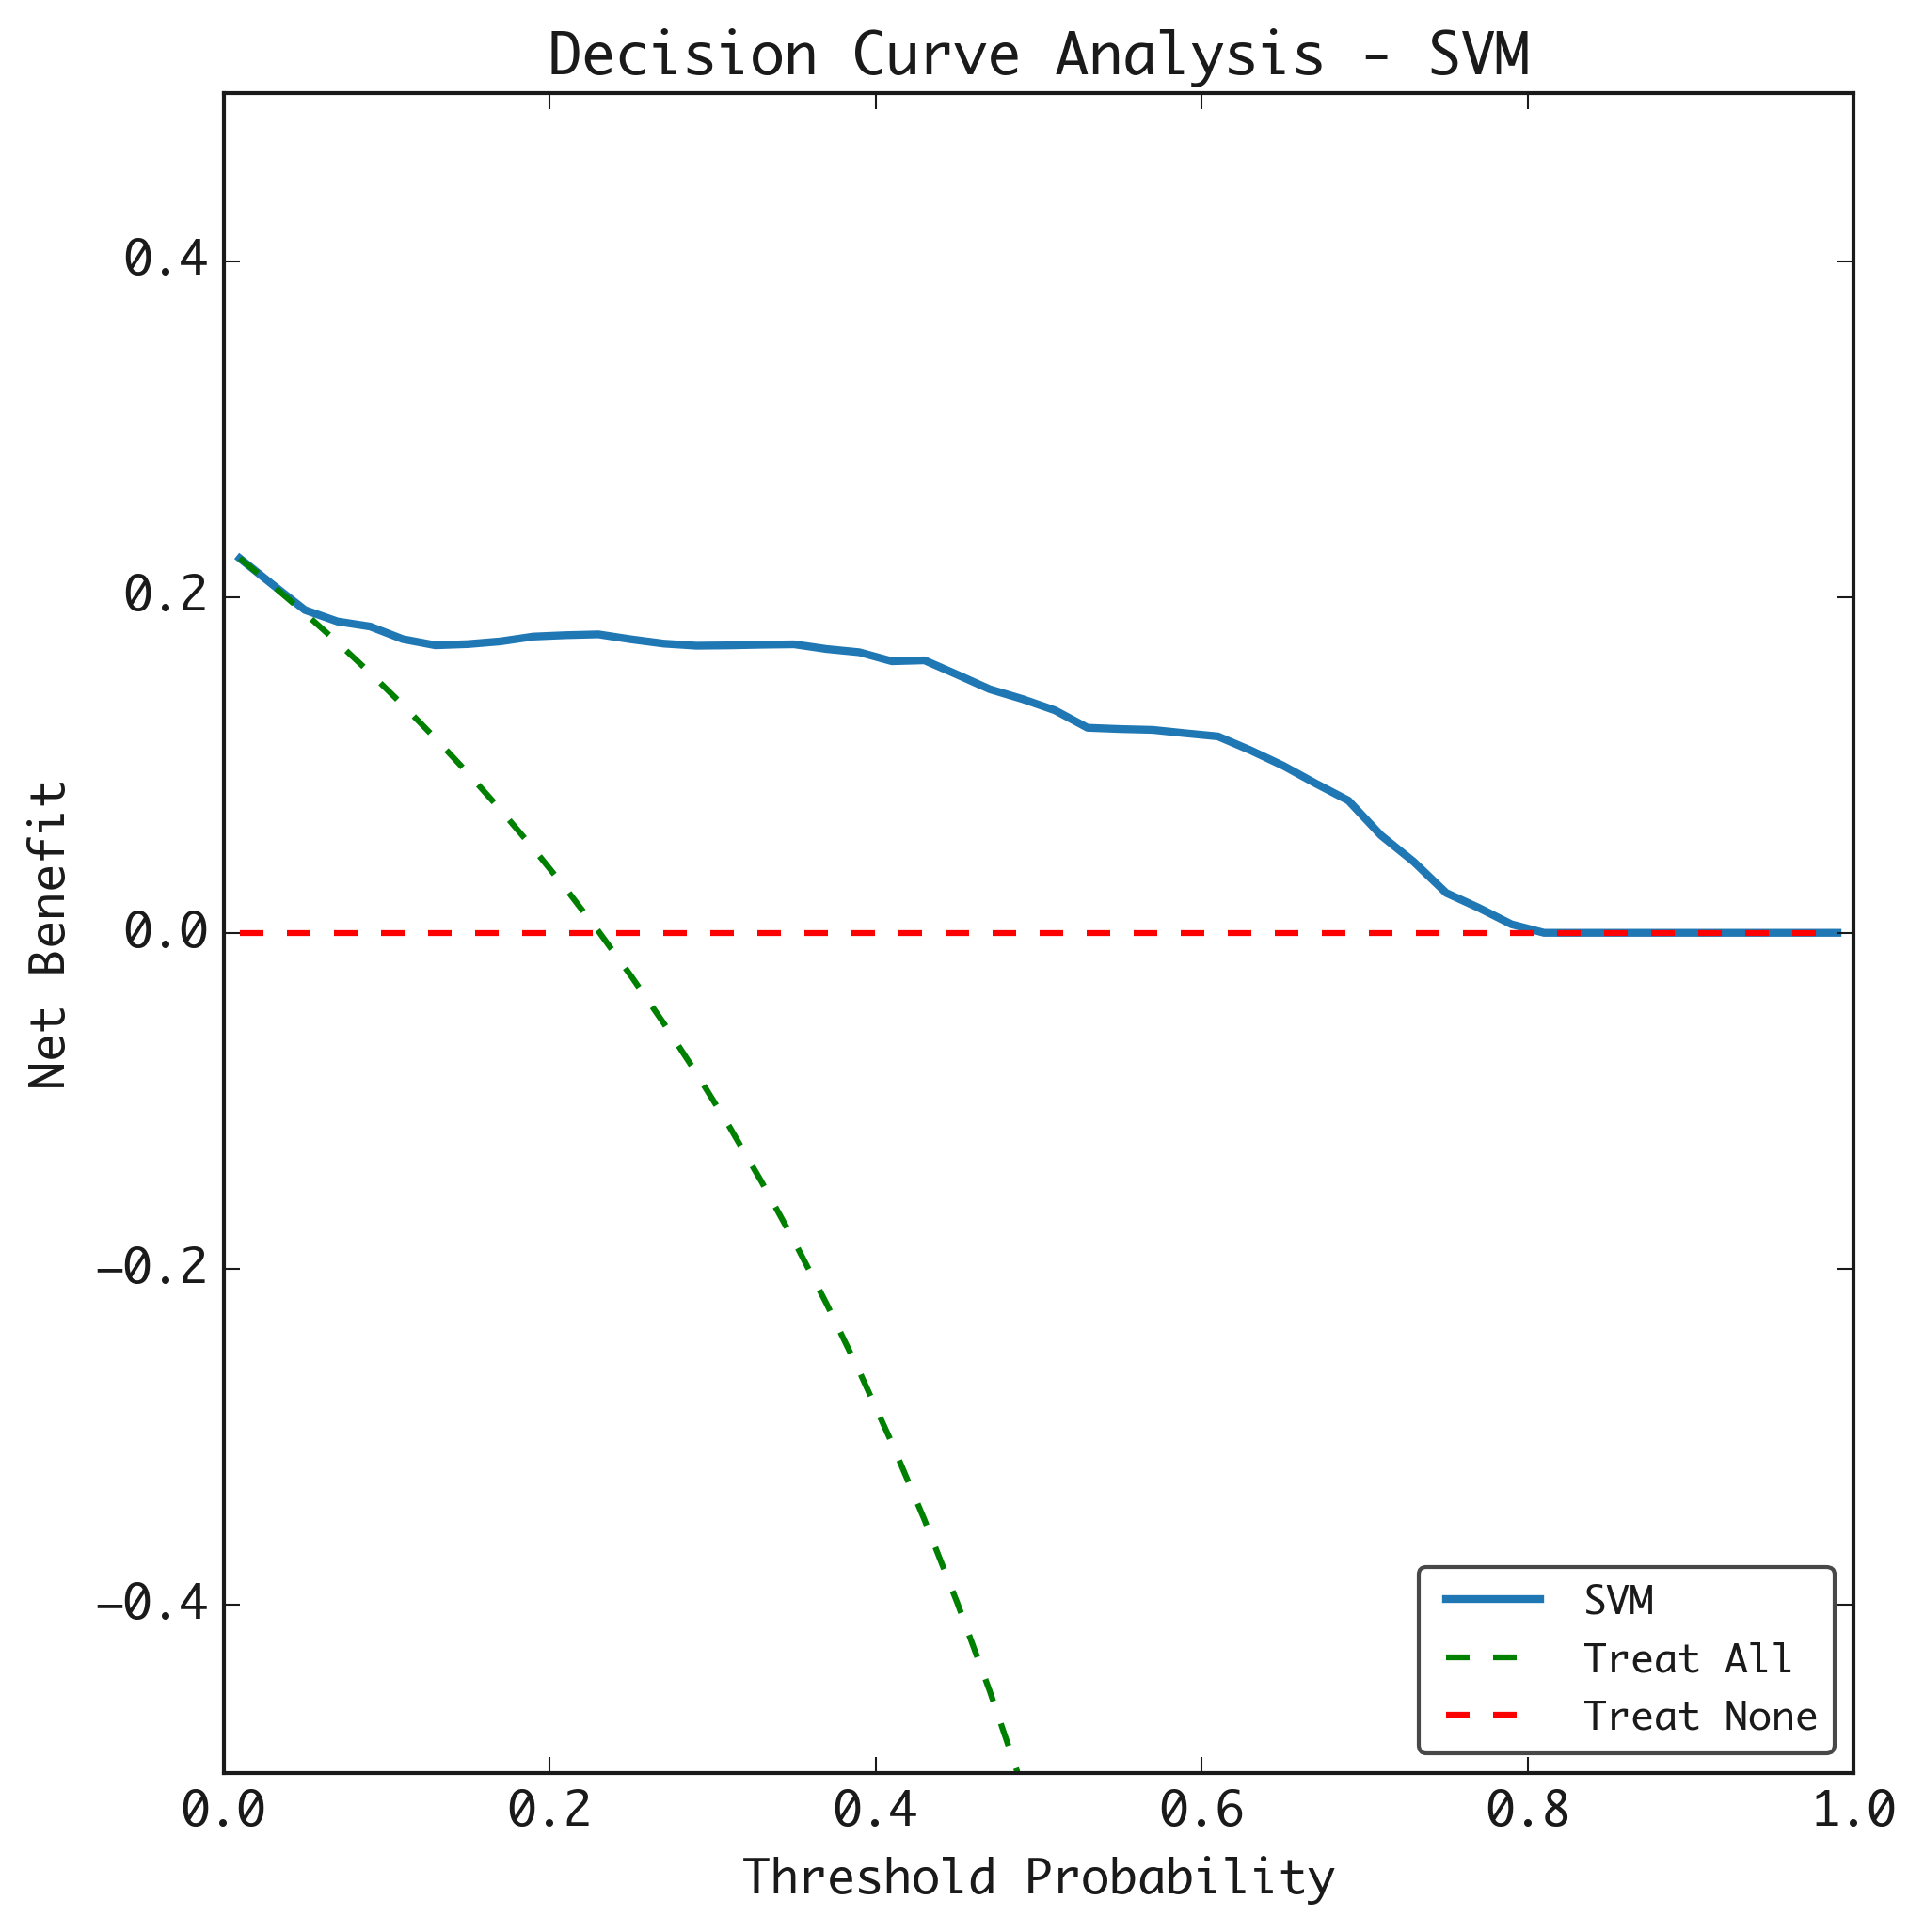 Decision Curve Analysis - SVM
0.4
0.2
0.0
−0.2
−0.4
Net Benefit
0.0 0.2 0.4 0.6 0.8 1.0
Threshold Probability
SVM
Treat All
Treat None